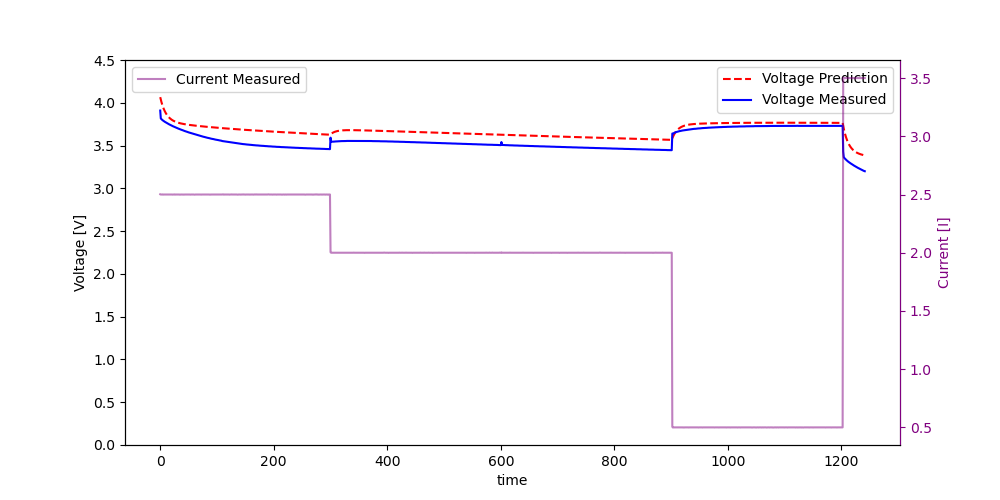 Current Measured
Voltage Prediction
Voltage Measured
4.5
4.0
3.5
3.0
2.5
2.0
1.5
1.0
0.5
0.0
Voltage [V]
3.5
3.0
2.5
2.0
1.5
1.0
0.5
Current [I]
0 200 400 600 800 1000 1200
time